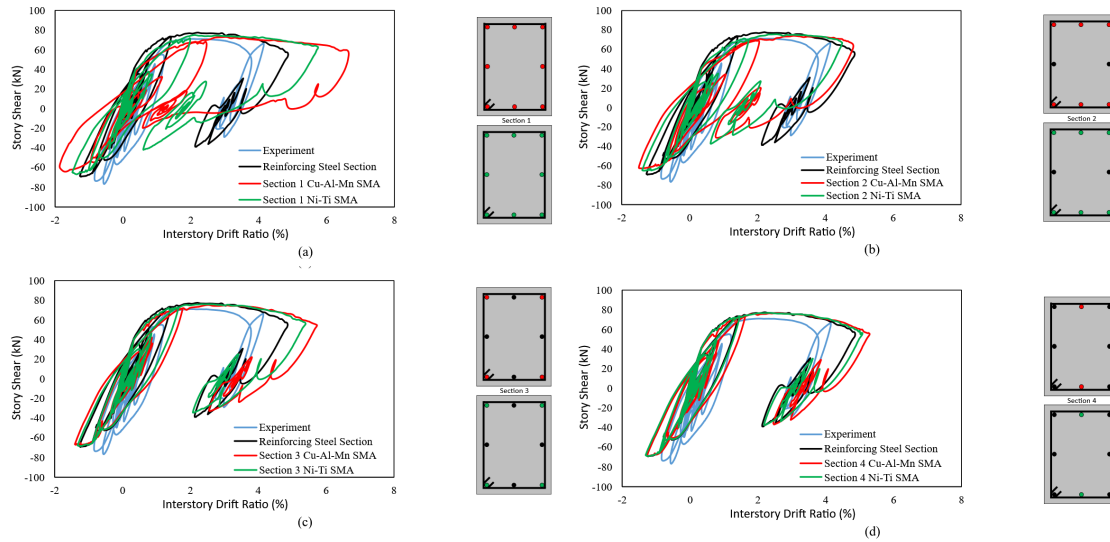 100
80
60
40
20
0
-20
-40
-60
-80
-100
-2
0
2
4
6
8
Story Shear (kN)
Interstory Drift Ratio (%)
Experiment
Reinforcing Steel Section
Section 1 Cu-Al-Mn SMA
Section 1 Ni-Ti SMA
Section 1
(a)
100
80
60
40
20
0
-20
-40
-60
-80
-100
-2
0
2
4
6
8
Story Shear (kN)
Interstory Drift Ratio (%)
Experiment
Reinforcing Steel Section
Section 2 Cu-Al-Mn SMA
Section 2 Ni-Ti SMA
Section 2
(b)
100
80
60
40
20
0
-20
-40
-60
-80
-100
-2
0
2
4
6
8
Story Shear (kN)
Interstory Drift Ratio (%)
Experiment
Reinforcing Steel Section
Section 3 Cu-Al-Mn SMA
Section 3 Ni-Ti SMA
Section 3
(c)
100
80
60
40
20
0
-20
-40
-60
-80
-100
-2
0
2
4
6
8
Story Shear (kN)
Interstory Drift Ratio (%)
Experiment
Reinforcing Steel Section
Section 4 Cu-Al-Mn SMA
Section 4 Ni-Ti SMA
Section 4
(d)